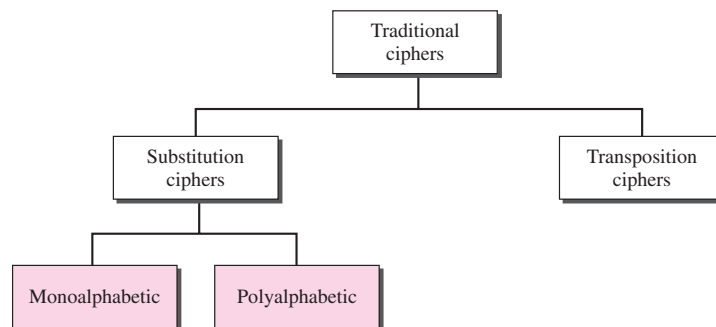 Traditional
ciphers
Substitution
ciphers
Transposition
ciphers
Monoalphabetic
Polyalphabetic